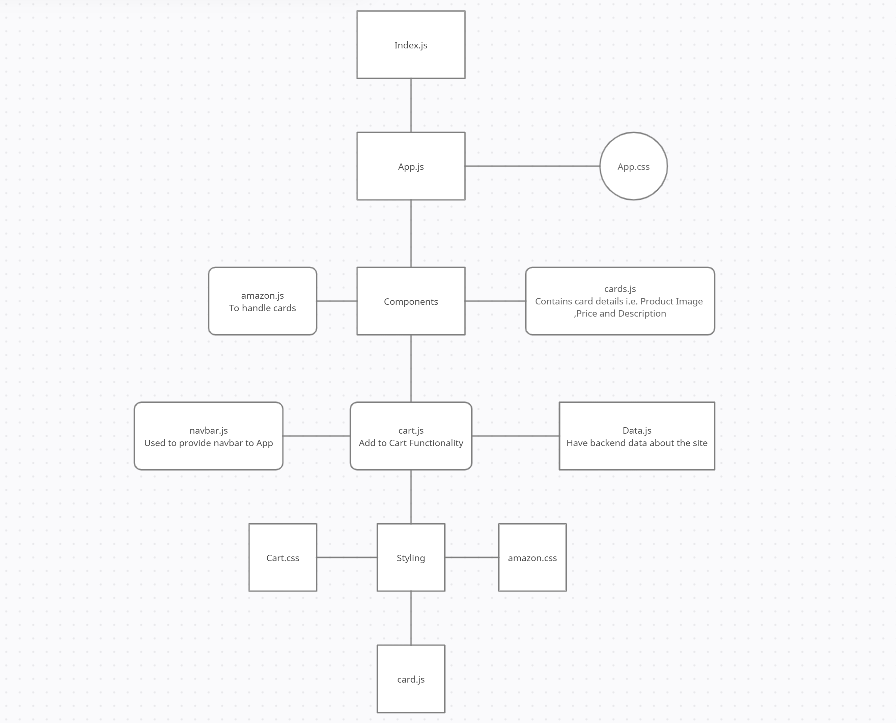 Index.js
App.js
App.css
amazon.js
To handle cards
Components
cards.js
Contains card details i.e. Product Image
,Price and Description
navbar.js
Used to provide navbar to App
cart.js
Add to Cart Functionality
Data.js
Have backend data about the site
Cart.css
Styling
amazon.css
card.js